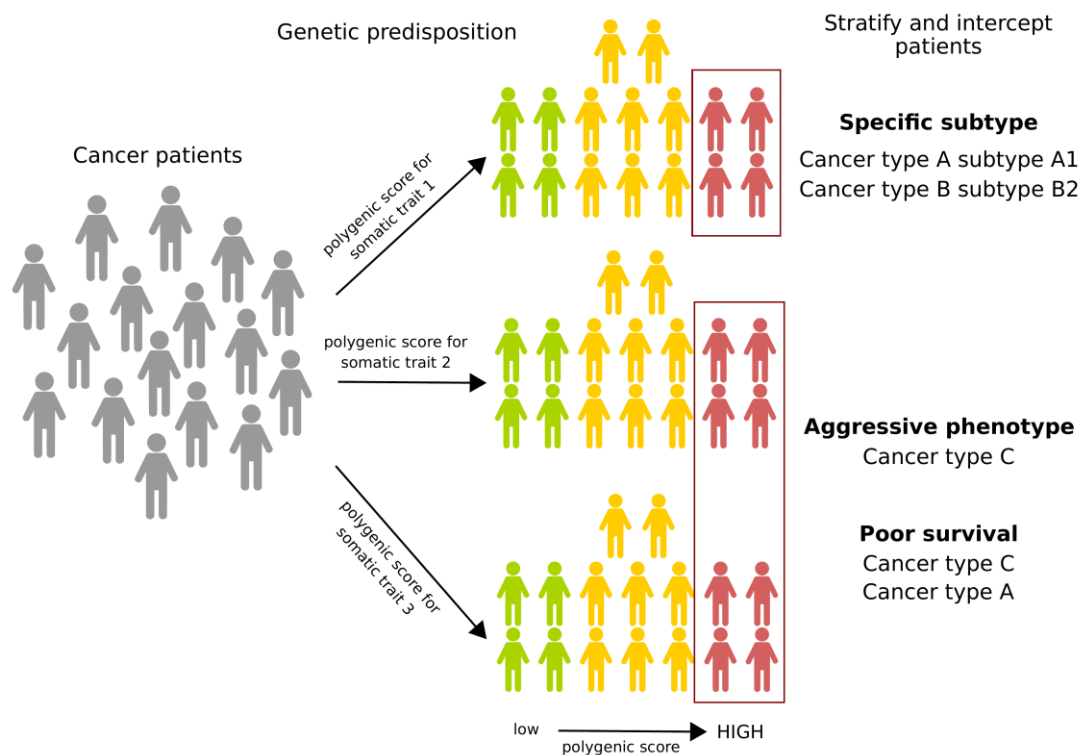 Genetic predisposition
Stratify and intercept
patients
Cancer patients
polygenic score for
somatic trait 1
Specific subtype
Cancer type A subtype A1
Cancer type B subtype B2
polygenic score for
somatic trait 2
Aggressive phenotype
Cancer type C
polygenic score for
somatic trait 3
Poor survival
Cancer type C
Cancer type A
low
polygenic score
HIGH